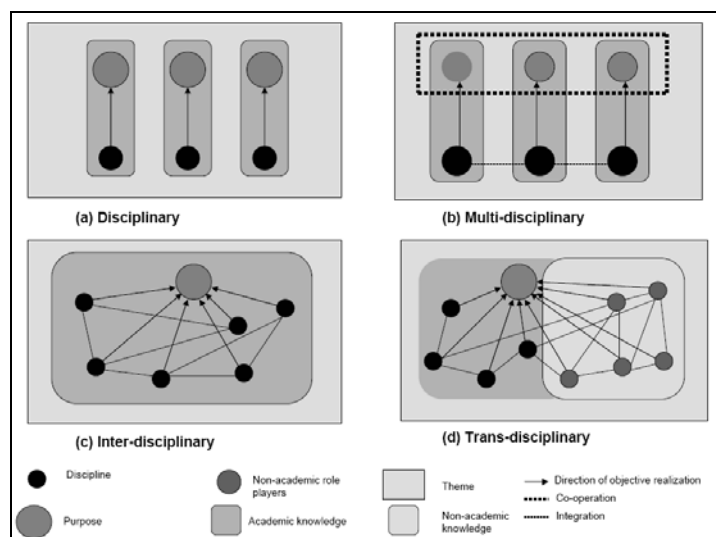 (a) Disciplinary
(b) Multi-disciplinary
(c) Inter-disciplinary
(d) Trans-disciplinary
Discipline
Non-academic role
players
Theme
Direction of objective realization
Co-operation
Purpose
Academic knowledge
Non-academic
knowledge
Integration